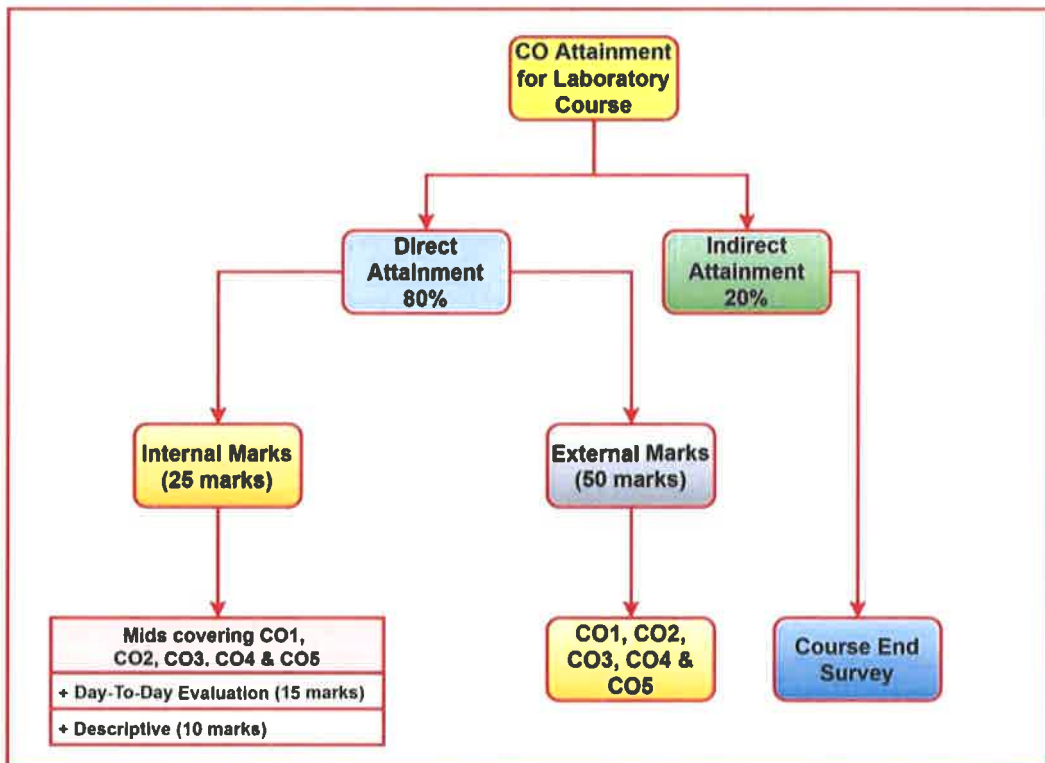 CO Attainment
for Laboratory
Course
Direct
Attainment
80%
Indirect
Attainment
20%
Internal Marks
(25 marks)
External Marks
(50 marks)
Mids covering CO1,
CO2, CO3. CO4 & CO5
+ Day-To-Day Evaluation (15 marks)
+ Descriptive (10 marks)
CO1, CO2,
CO3, CO4 &
CO5
Course End
Survey